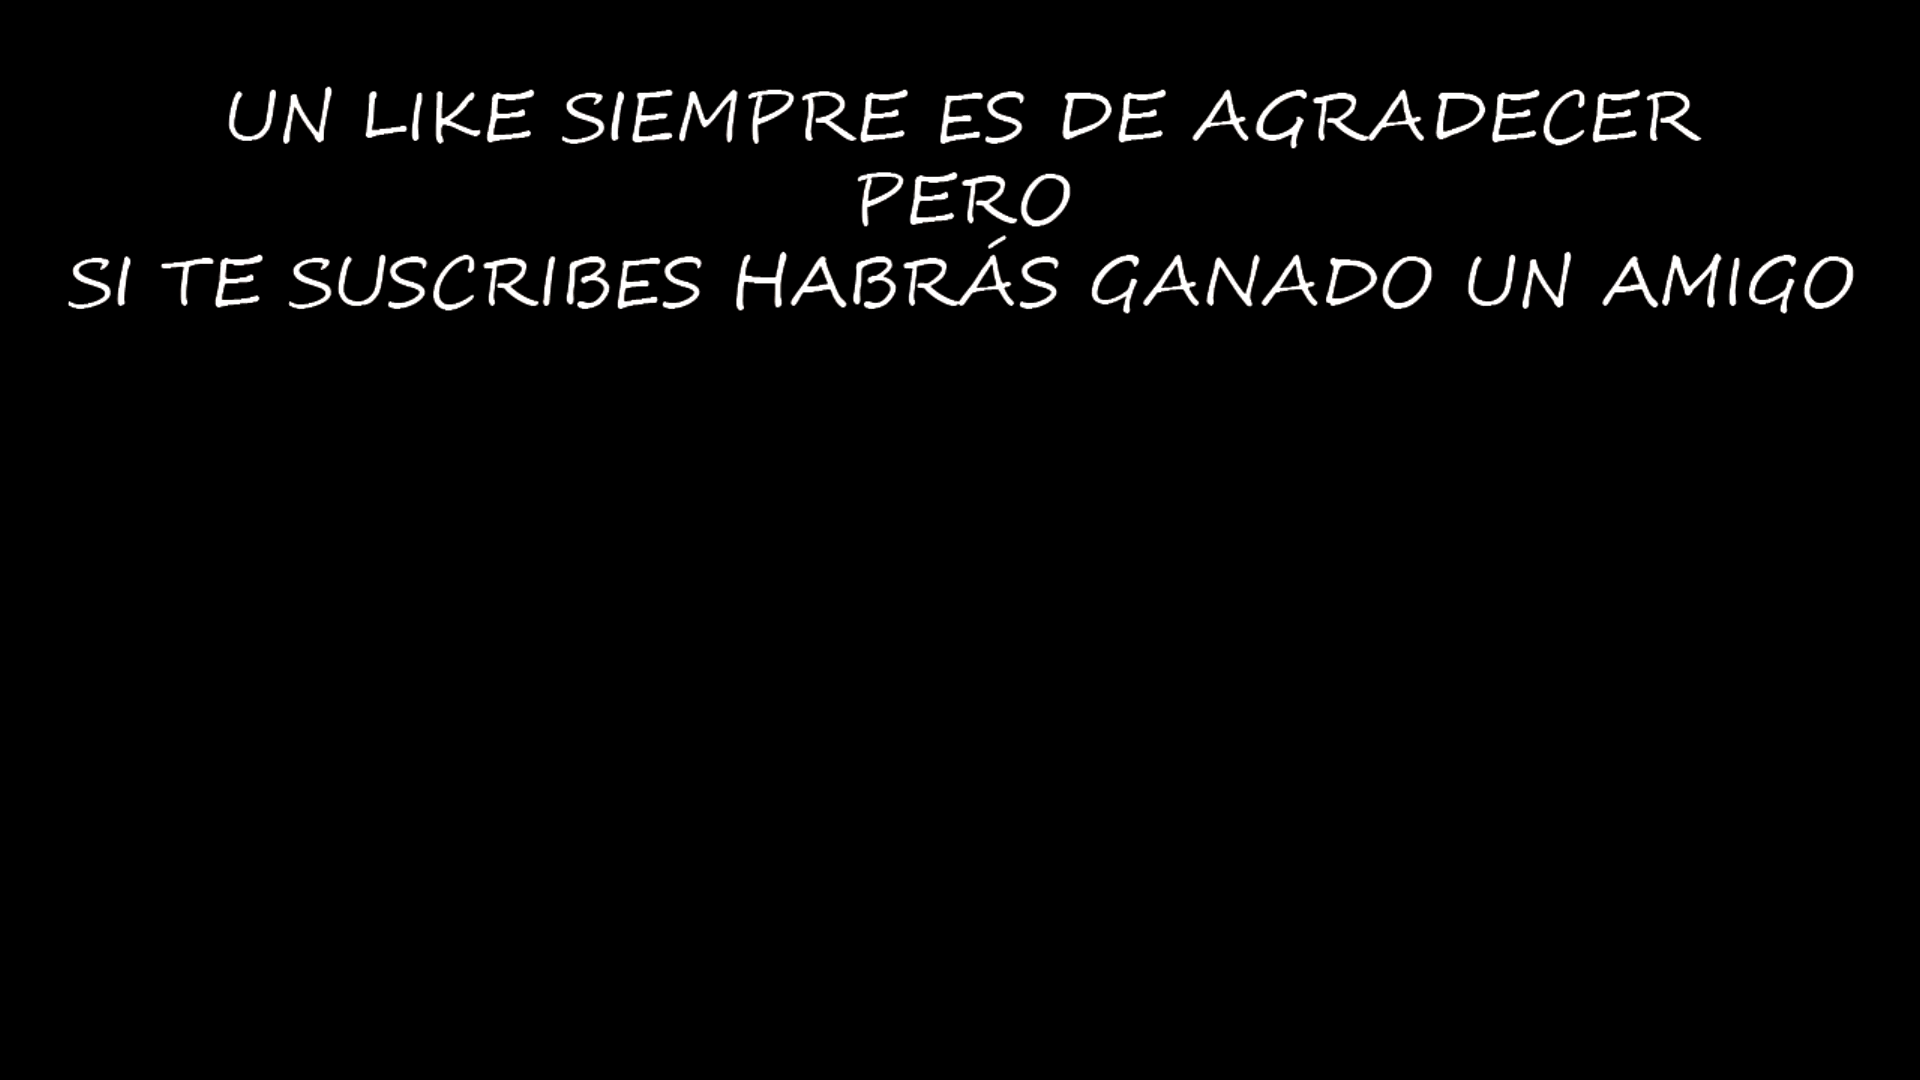 UN LIKE SIEMPRE ES DE AGRADECER
PERO
SI TE SUSCRIBES HABRÁS GANADO UN AMIGO